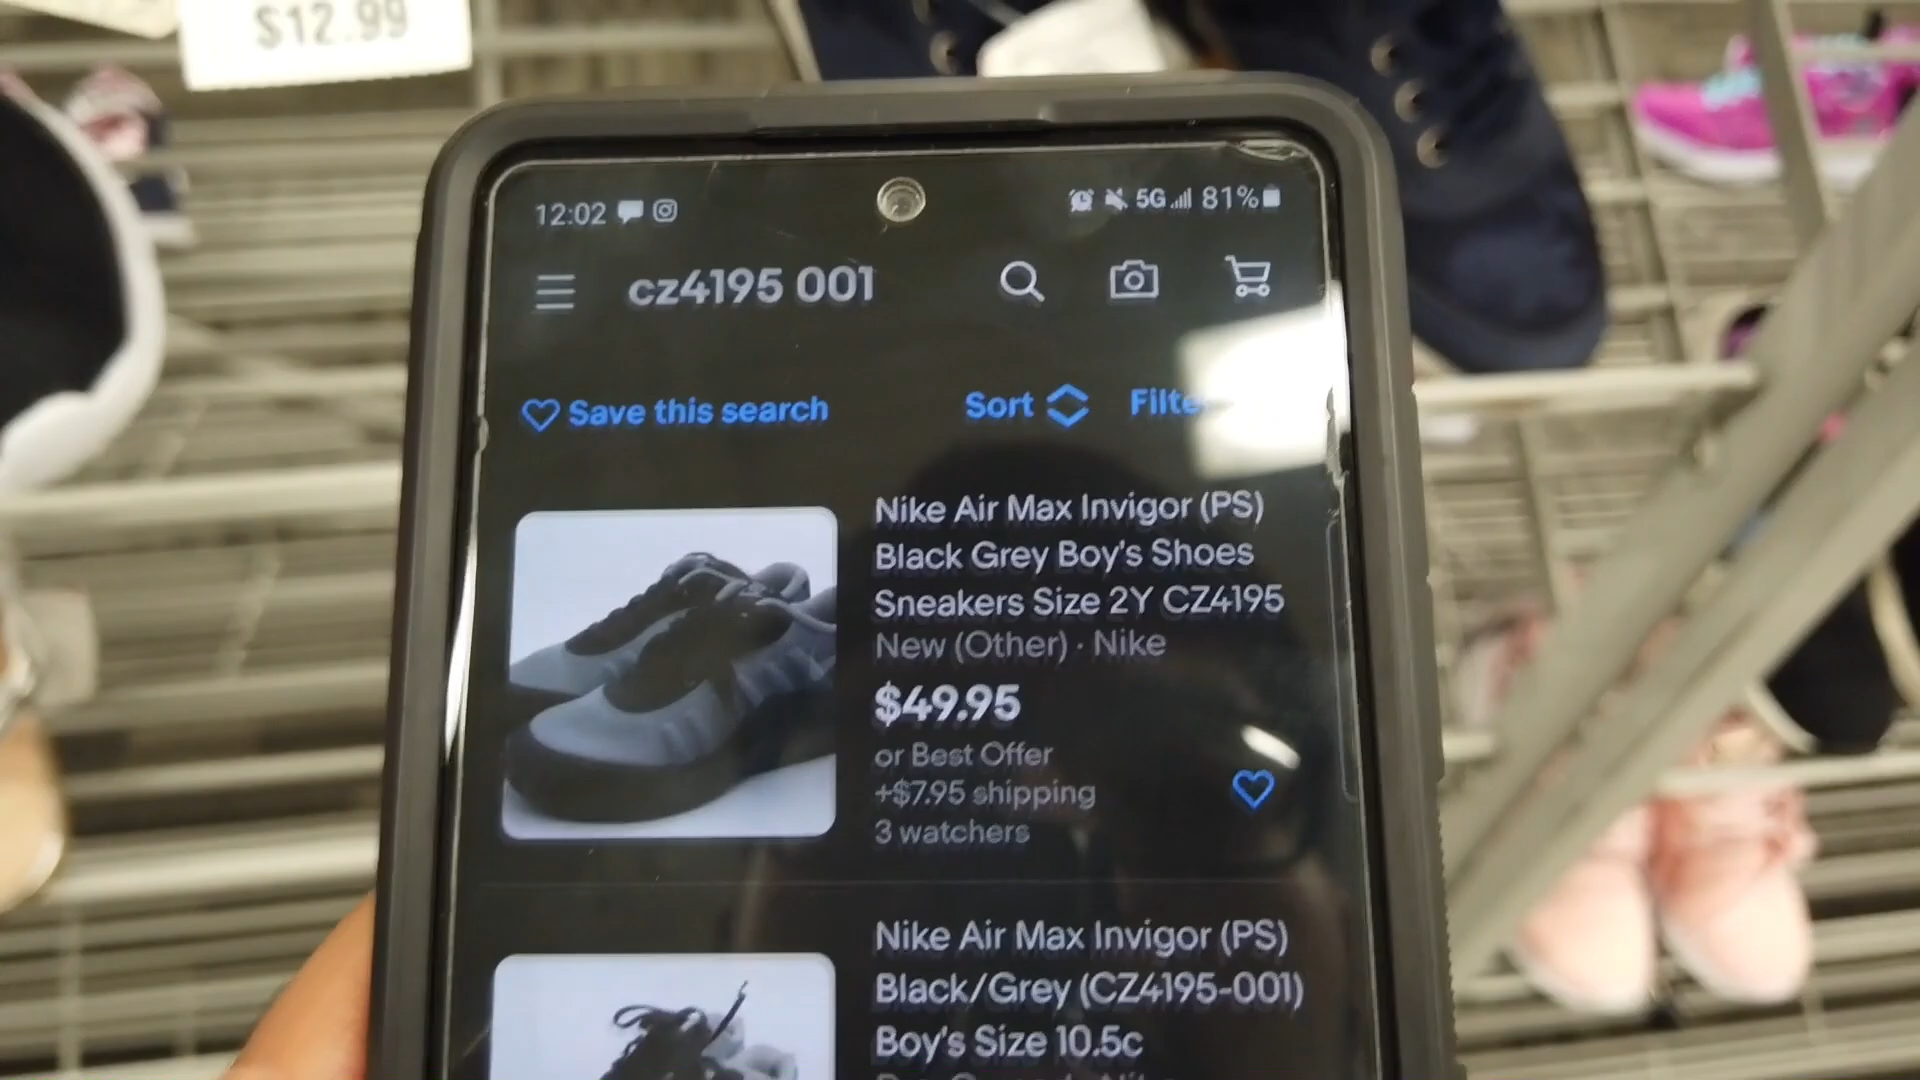 $12.99
12:02
5G 81%
cz4195 001
Save this search
Sort
Filte
Nike Air Max Invigor (PS)
Black Grey Boy's Shoes
Sneakers Size 2Y CZ4195
New (Other) · Nike
$49.95
or Best Offer
+$7.95 shipping
3 watchers
Nike Air Max Invigor (PS)
Black/Grey (CZ4195-001)
Boy's Size 10.5c